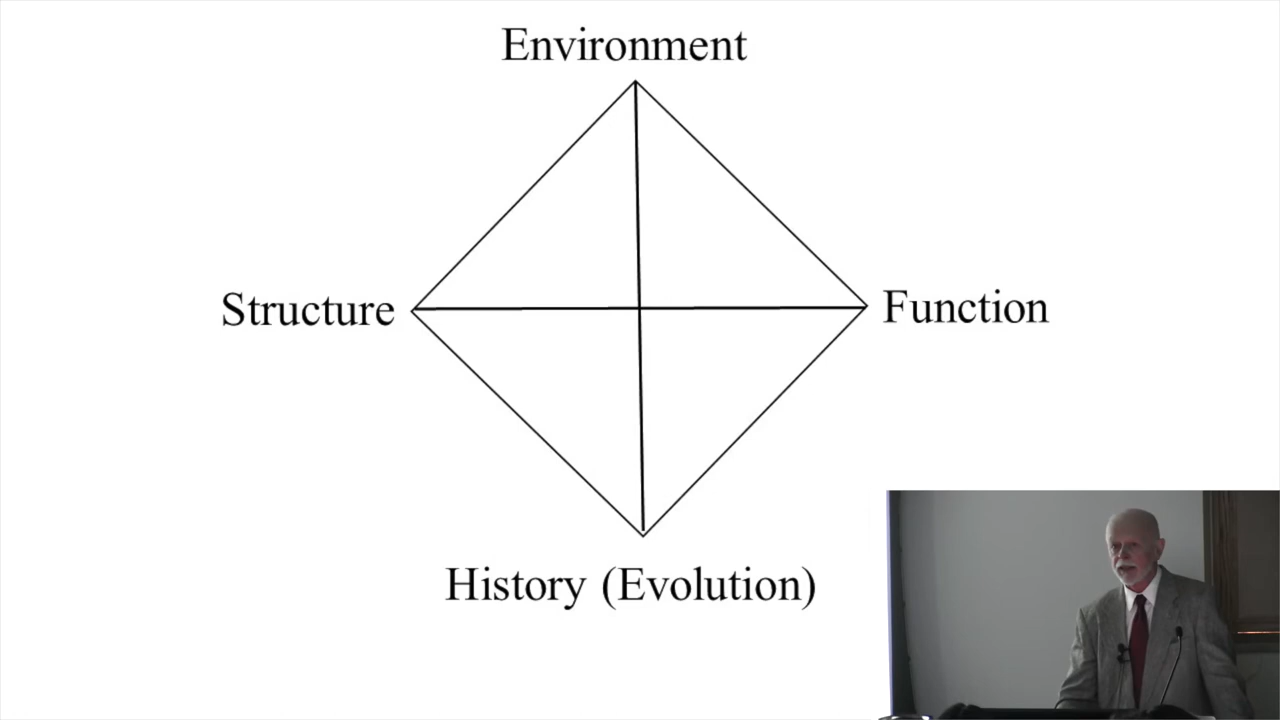 Environment
Structure
Function
History (Evolution)